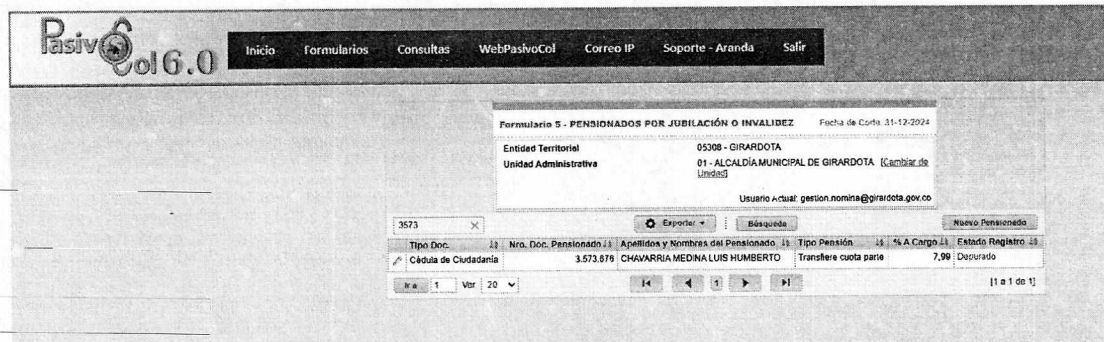 PasivoCol 6.0
Inicio Formularios Consultas WebPasivoCol Correo IP Soporte - Aranda Salir
Formulario 5 - PENSIONADOS POR JUBILACIÓN O INVALIDEZ Fecha de Corte 31-12-2024
Entidad Territorial 05308 - GIRARDOTA
Unidad Administrativa 01 - ALCALDÍA MUNICIPAL DE GIRARDOTA [Cambiar de
Unidad]
Usuario Actual: gestion.nomina@girardota.gov.co
3573 × Exportar Búsqueda Nuevo Pensionado
Tipo Doc. Nro. Doc. Pensionado Apellidos y Nombres del Pensionado Tipo Pensión % A Cargo Estado Registro
Cédula de Ciudadanía 3.573.676 CHAVARRIA MEDINA LUIS HUMBERTO Transfiere cuota parte 7,99 Depurado
Ir a 1 Ver 20 1 [1 a 1 de 1]